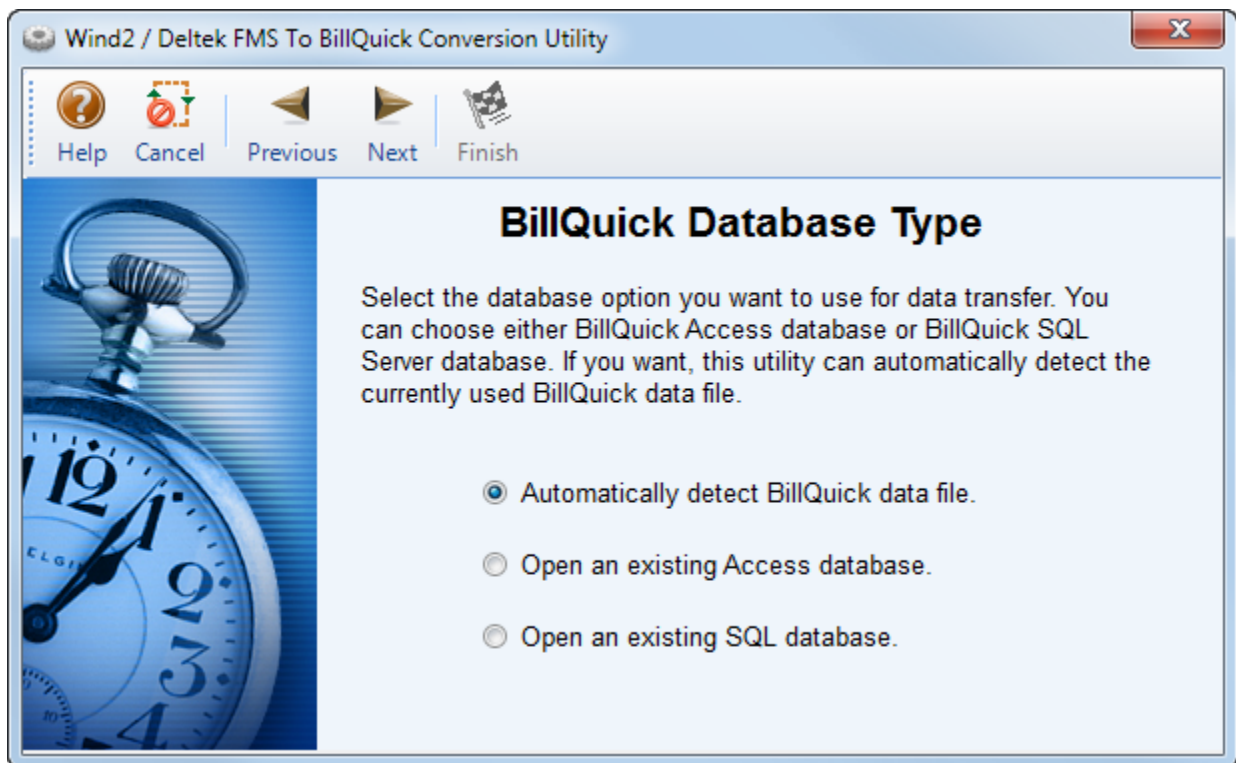 Wind2 / Deltek FMS To BillQuick Conversion Utility
Help Cancel Previous Next Finish
BillQuick Database Type
Select the database option you want to use for data transfer. You
can choose either BillQuick Access database or BillQuick SQL
Server database. If you want, this utility can automatically detect the
currently used BillQuick data file.
Automatically detect BillQuick data file.
Open an existing Access database.
Open an existing SQL database.
12
1
ELGI
2
3
4
10